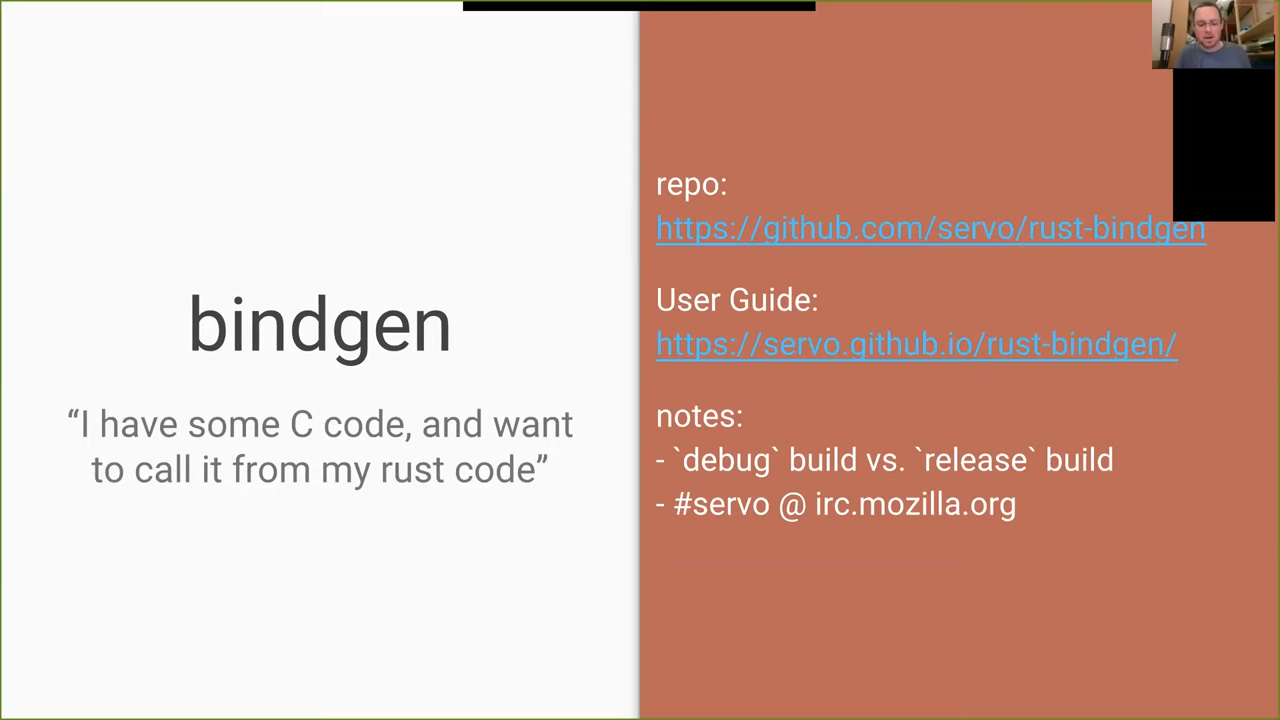 bindgen
“I have some C code, and want
to call it from my rust code”
repo:
https://github.com/servo/rust-bindgen
User Guide:
https://servo.github.io/rust-bindgen/
notes:
- `debug` build vs. `release` build
- #servo @ irc.mozilla.org